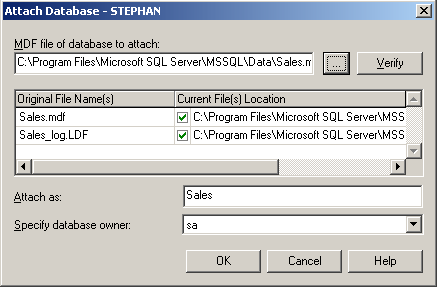 Attach Database - STEPHAN
MDF file of database to attach:
C:\Program Files\Microsoft SQL Server\MSSQL\Data\Sales.m
...
Verify
Original File Name(s) Current File(s) Location
Sales.mdf C:\Program Files\Microsoft SQL Server\MSS
Sales_log.LDF C:\Program Files\Microsoft SQL Server\MSS
Attach as: Sales
Specify database owner: sa
OK Cancel Help